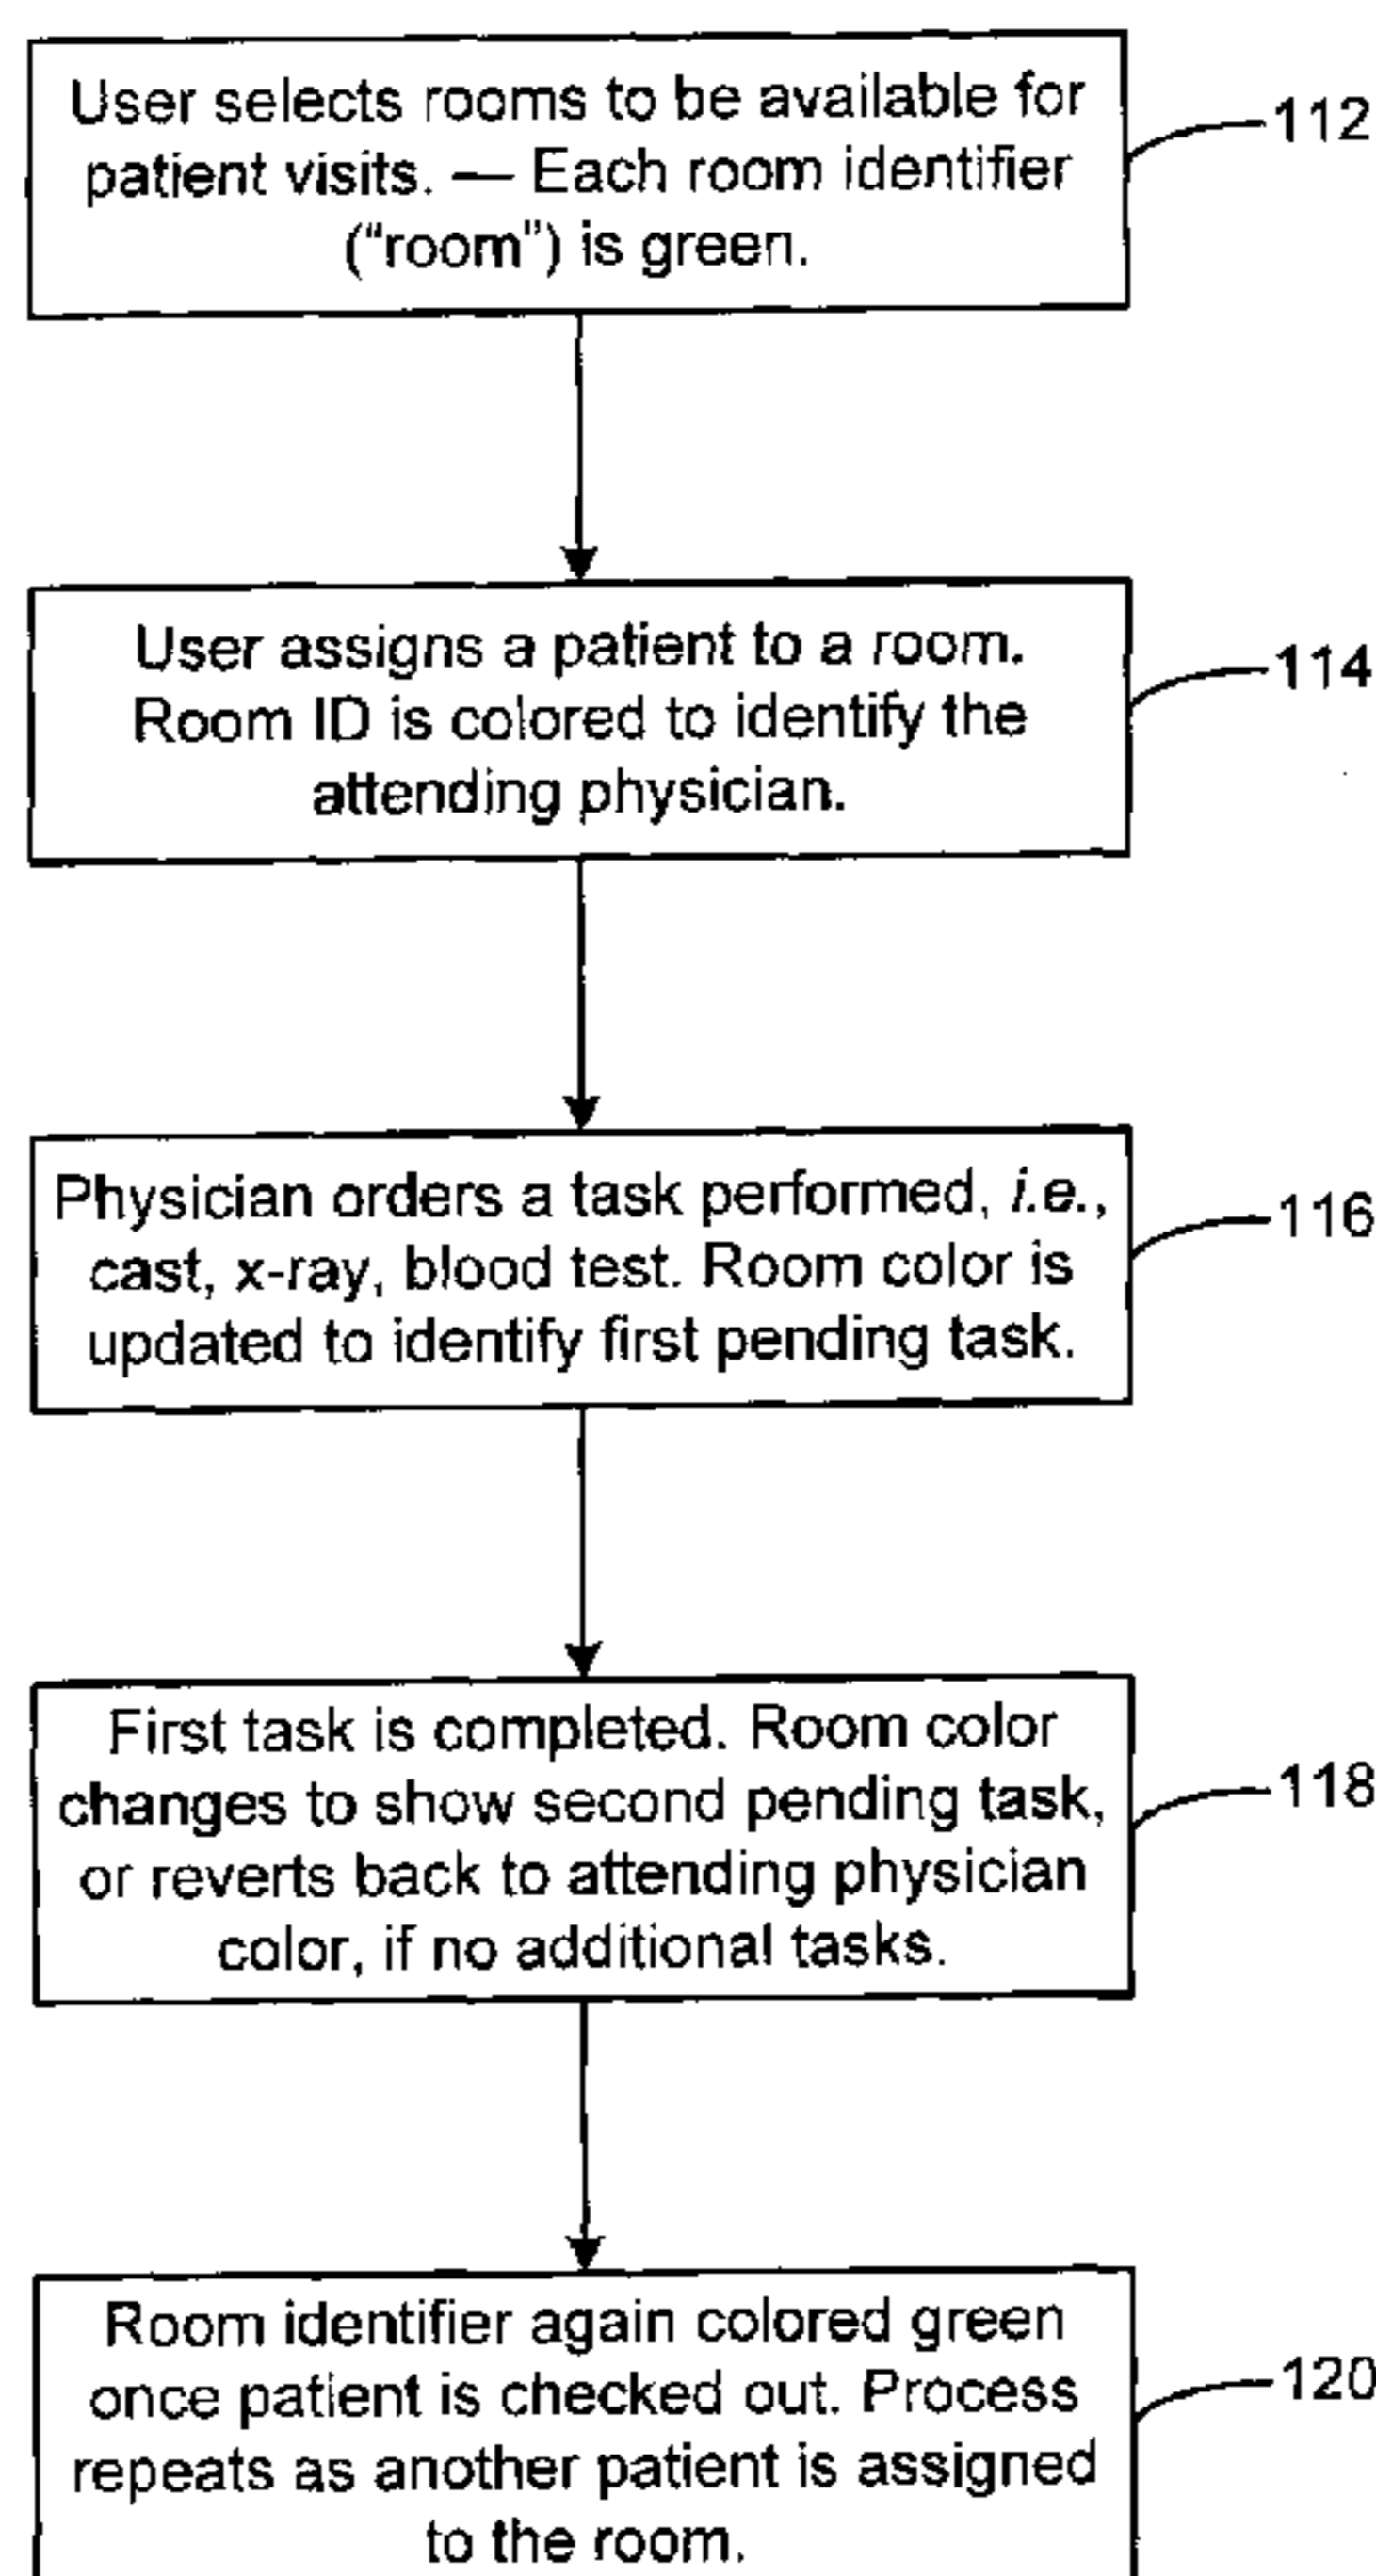 User selects rooms to be available for
patient visits. — Each room identifier
(“room”) is green.
112
User assigns a patient to a room.
Room ID is colored to identify the
attending physician.
114
Physician orders a task performed, i.e.,
cast, x-ray, blood test. Room color is
updated to identify first pending task.
116
First task is completed. Room color
changes to show second pending task,
or reverts back to attending physician
color, if no additional tasks.
118
Room identifier again colored green
once patient is checked out. Process
repeats as another patient is assigned
to the room.
120